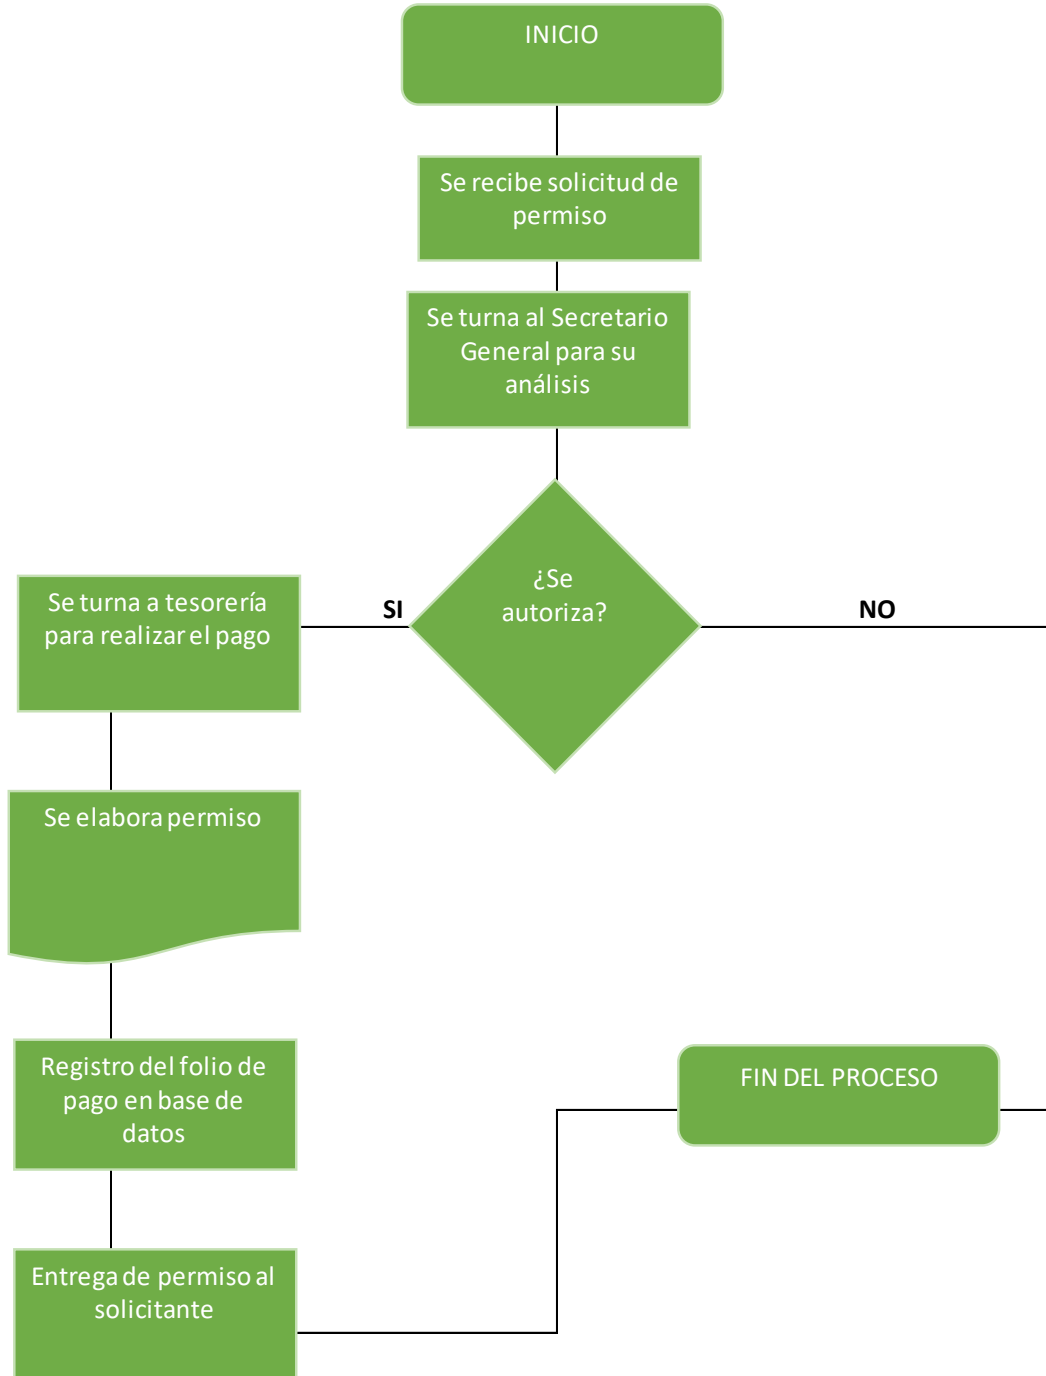 INICIO
Se recibe solicitud de
permiso
Se turna al Secretario
General para su
análisis
¿Se
autoriza?
SI
NO
Se turna a tesorería
para realizar el pago
Se elabora permiso
Registro del folio de
pago en base de
datos
Entrega de permiso al
solicitante
FIN DEL PROCESO